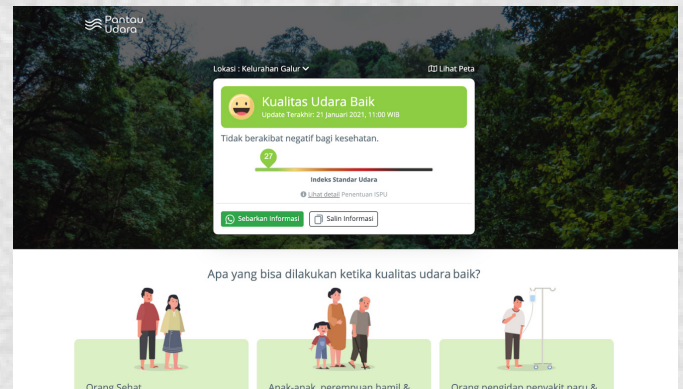 Pantau
Udara
Lokasi : Kelurahan Galur
Lihat Peta
Kualitas Udara Baik
Update Terakhir: 21 Januari 2021, 11:00 WIB
Tidak berakibat negatif bagi kesehatan.
27
Indeks Standar Udara
Lihat detail Penentuan ISPU
Sebarkan Informasi
Salin Informasi
Apa yang bisa dilakukan ketika kualitas udara baik?
Orang Sehat
Anak-anak, perempuan hamil &
Orang pengidap penyakit paru &